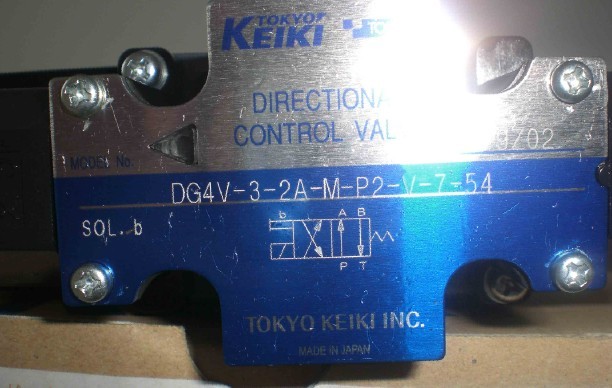 TOKYO
KEIKI
DIRECTIONAL
CONTROL VAL
MODEL No.
DG4V-3-2A-M-P2-V-7-54
SOL. b
b A B
P T
TOKYO KEIKI INC.
MADE IN JAPAN